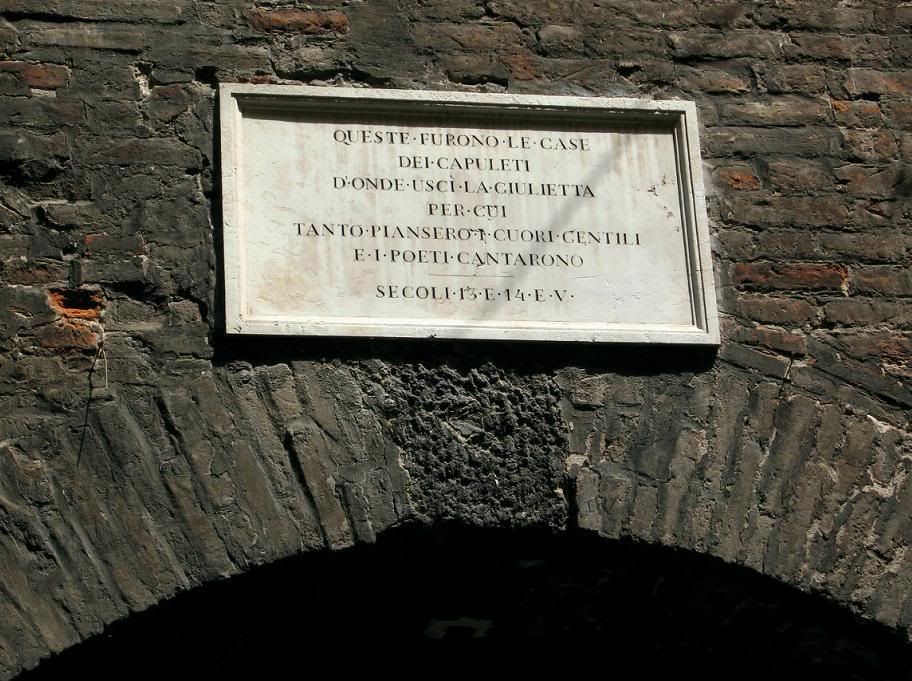 QUESTE·FURONO·LE CASE
DEI·CAPULETI
D'ONDE·USCÌ·LA·GIULIETTA
PER·CUI
TANTO·PIANSERO·I·CUORI·GENTILI
E·I·POETI·CANTARONO
SECOLI·13·E·14·E·V·